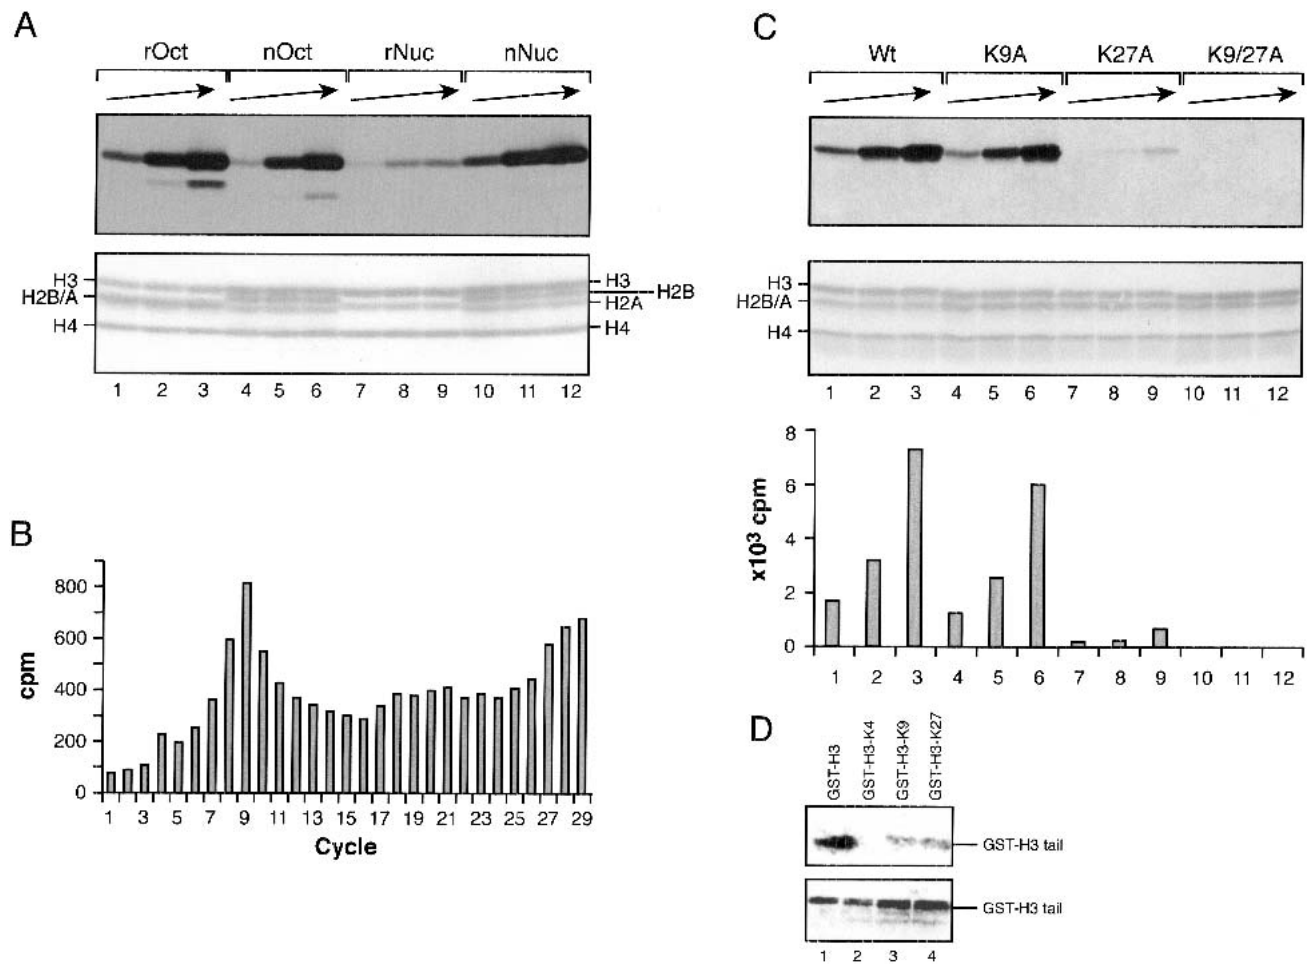 A
rOct nOct rNuc nNuc
H3
H2B/A
H4
H3
H2B
H2A
H4
1 2 3 4 5 6 7 8 9 10 11 12
B
cpm
800
600
400
200
0
1 3 5 7 9 11 13 15 17 19 21 23 25 27 29
Cycle
C
Wt K9A K27A K9/27A
H3
H2B/A
H4
1 2 3 4 5 6 7 8 9 10 11 12
x10³ cpm
8
6
4
2
0
1 2 3 4 5 6 7 8 9 10 11 12
D
GST-H3
GST-H3-K4
GST-H3-K9
GST-H3-K27
GST-H3 tail
GST-H3 tail
1 2 3 4